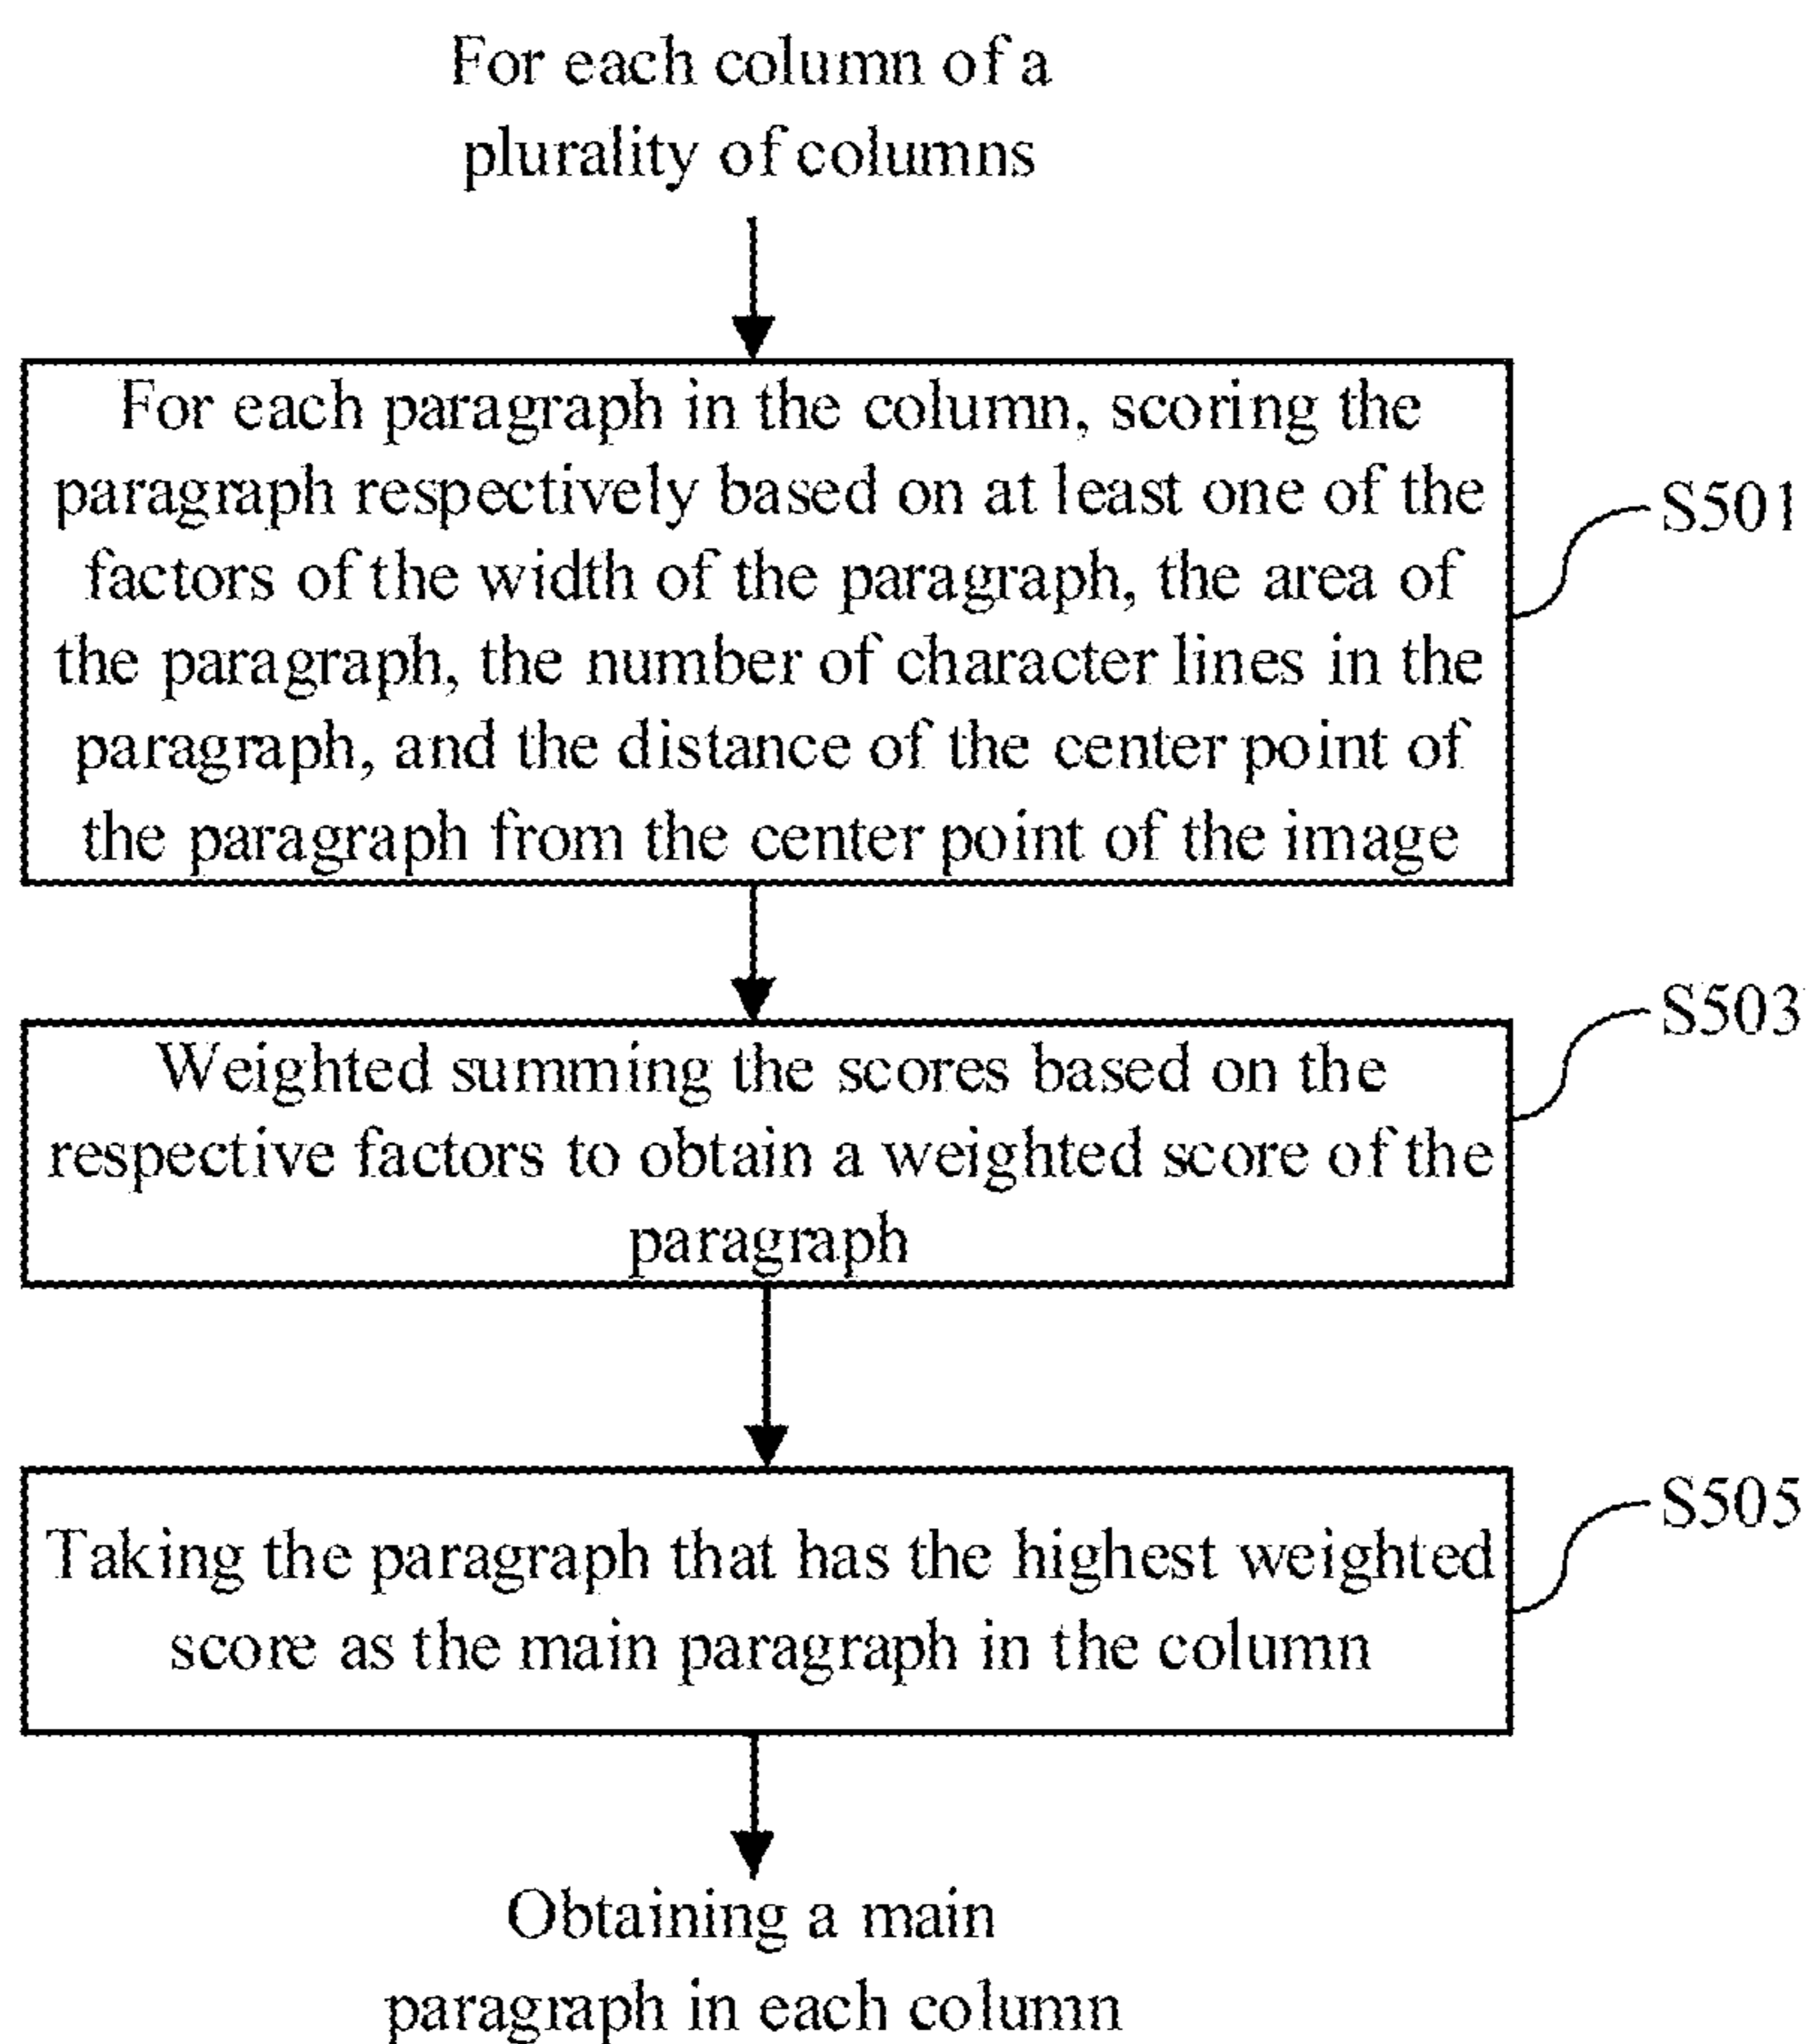 For each column of a
plurality of columns
For each paragraph in the column, scoring the
paragraph respectively based on at least one of the
factors of the width of the paragraph, the area of
the paragraph, the number of character lines in the
paragraph, and the distance of the center point of
the paragraph from the center point of the image
S501
Weighted summing the scores based on the
respective factors to obtain a weighted score of the
paragraph
S503
Taking the paragraph that has the highest weighted
score as the main paragraph in the column
S505
Obtaining a main
paragraph in each column